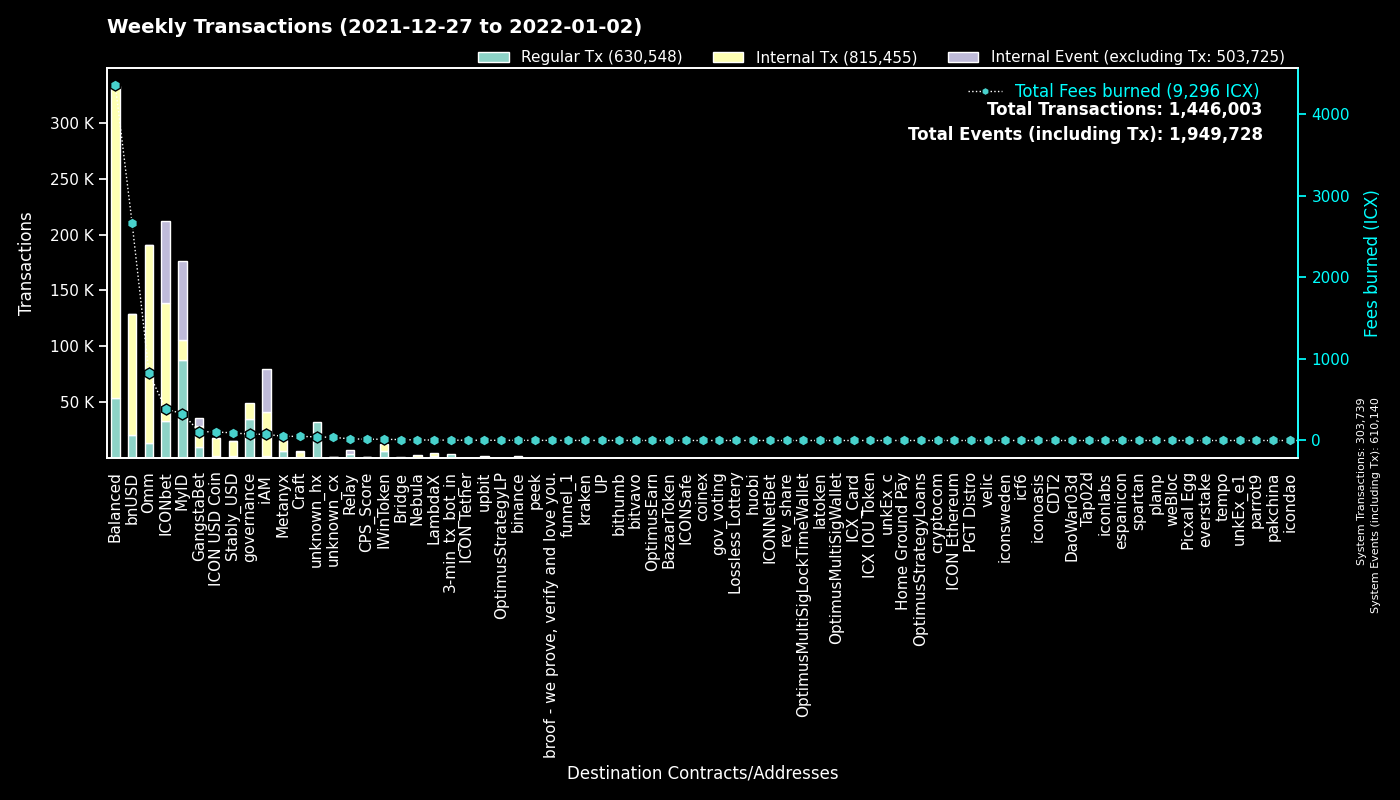 Weekly Transactions (2021-12-27 to 2022-01-02)
Regular Tx (630,548)
Internal Tx (815,455)
Internal Event (excluding Tx: 503,725)
Total Fees burned (9,296 ICX)
Total Transactions: 1,446,003
Total Events (including Tx): 1,949,728
300 K
250 K
200 K
150 K
100 K
50 K
Transactions
4000
3000
2000
1000
0
Fees burned (ICX)
System Transactions: 303,739
System Events (including Tx): 610,140
Balanced
bnUSD
Omm
ICONbet
MyID
GangstaBet
ICON USD Coin
Stably_USD
governance
iAM
Metanyx
Craft
unknown_hx
unknown_cx
ReTay
CPS_Score
IWinToken
Bridge
Nebula
LambdaX
3-min_tx_bot_in
ICON_Tether
upbit
OptimusStrategyLP
binance
peek
broof - we prove, verify and love you.
funnel_1
kraken
UP
bithumb
bitvavo
OptimusEarn
BazaarToken
ICONSafe
coinex
gov_voting
Lossless Lottery
huobi
ICONNetBet
rev_share
OptimusMultiSigLockTimeWallet
latoken
OptimusMultiSigWallet
ICX_Card
ICX IOU Token
unkEx_c
Home Ground Pay
OptimusStrategyLoans
cryptocom
ICON Ethereum
PGT Distro
velic
iconsweden
icf6
iconoasis
CDT2
DaoWar03d
Tap02d
iconlabs
espanicon
spartan
planp
weBloc
Picxal Egg
everstake
tempo
unkEx_e1
parrot9
pakchina
icondao
Destination Contracts/Addresses